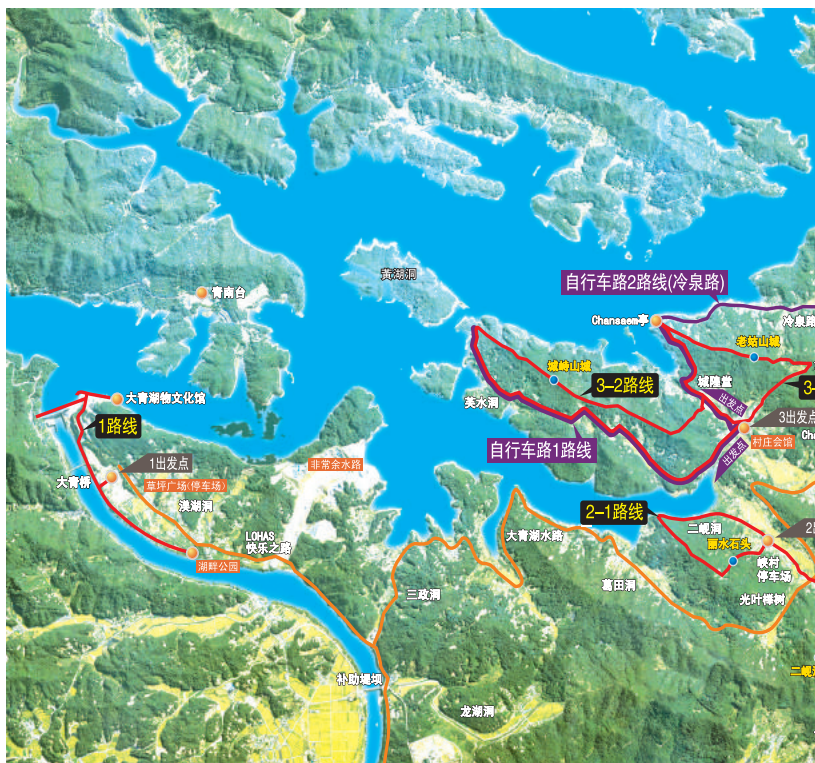 黃湖洞
自行车路2路线(冷泉路)
青南台
Chansaem亭
冷泉路
老姑山城
城岭山城
城隍堂
3-2路线
3-
大青湖物文化馆
芙水洞
出发点
3出发点
1路线
村庄会馆
Cha
自行车路1路线
出发点
1出发点
非常余水路
大青桥
草坪广场(停车场)
漠湖洞
2-1路线
二岘洞
LOHAS
快乐之路
大青湖水路
丽水石头
湖畔公园
峡村
停车场
葛田洞
三政洞
光叶榉树
补助堤坝
龙湖洞